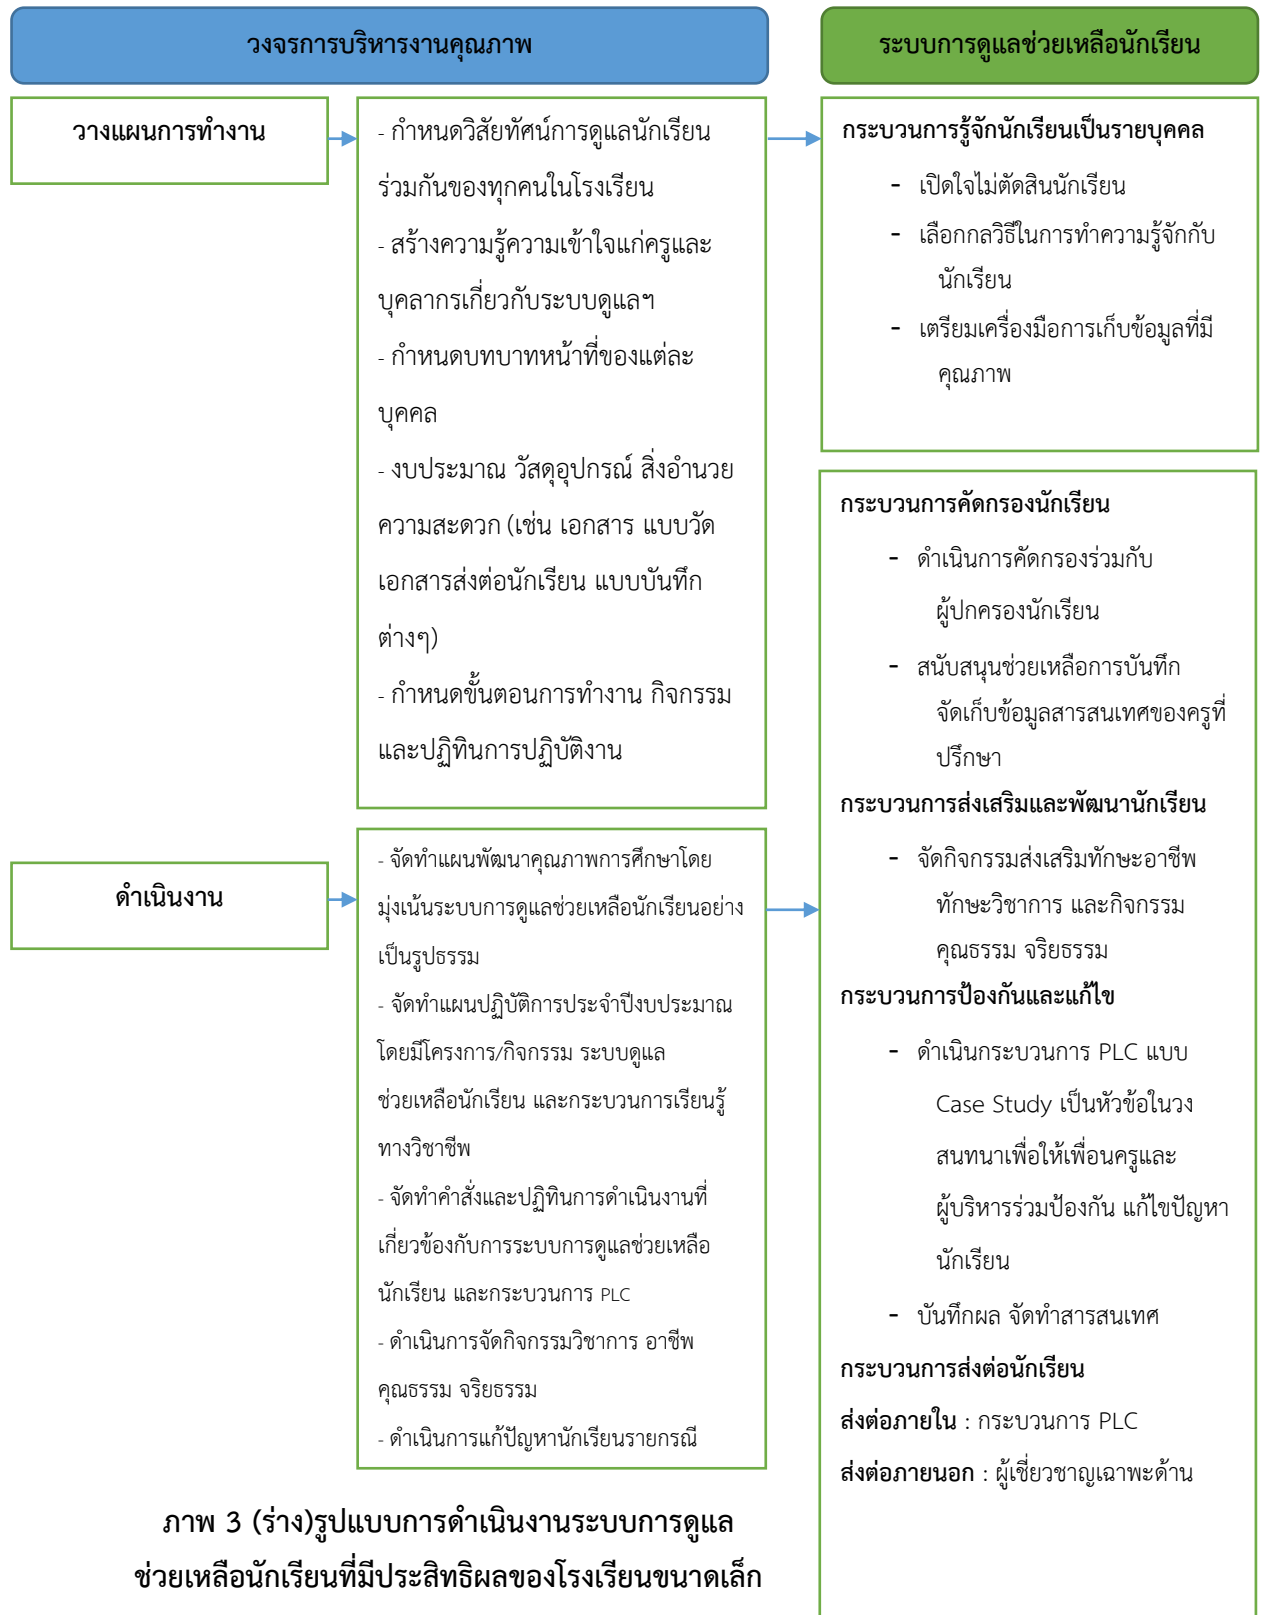 วงจรการบริหารงานคุณภาพ
ระบบการดูแลช่วยเหลือนักเรียน
วางแผนการทำงาน
- กำหนดวิสัยทัศน์การดูแลนักเรียน
ร่วมกันของทุกคนในโรงเรียน
- สร้างความรู้ความเข้าใจแก่ครูและ
บุคลากรเกี่ยวกับระบบดูแลฯ
- กำหนดบทบาทหน้าที่ของแต่ละ
บุคคล
- งบประมาณ วัสดุอุปกรณ์ สิ่งอำนวย
ความสะดวก (เช่น เอกสาร แบบวัด
เอกสารส่งต่อนักเรียน แบบบันทึก
ต่างๆ)
- กำหนดขั้นตอนการทำงาน กิจกรรม
และปฏิทินการปฏิบัติงาน
กระบวนการรู้จักนักเรียนเป็นรายบุคคล
- เปิดใจไม่ตัดสินนักเรียน
- เลือกกลวิธีในการทำความรู้จักกับ
นักเรียน
- เตรียมเครื่องมือการเก็บข้อมูลที่มี
คุณภาพ
ดำเนินงาน
- จัดทำแผนพัฒนาคุณภาพการศึกษาโดย
มุ่งเน้นระบบการดูแลช่วยเหลือนักเรียนอย่าง
เป็นรูปธรรม
- จัดทำแผนปฏิบัติการประจำปีงบประมาณ
โดยมีโครงการ/กิจกรรม ระบบดูแล
ช่วยเหลือนักเรียน และกระบวนการเรียนรู้
ทางวิชาชีพ
- จัดทำคำสั่งและปฏิทินการดำเนินงานที่
เกี่ยวข้องกับการระบบการดูแลช่วยเหลือ
นักเรียน และกระบวนการ PLC
- ดำเนินการจัดกิจกรรมวิชาการ อาชีพ
คุณธรรม จริยธรรม
- ดำเนินการแก้ปัญหานักเรียนรายกรณี
กระบวนการคัดกรองนักเรียน
- ดำเนินการคัดกรองร่วมกับ
ผู้ปกครองนักเรียน
- สนับสนุนช่วยเหลือการบันทึก
จัดเก็บข้อมูลสารสนเทศของครูที่
ปรึกษา
กระบวนการส่งเสริมและพัฒนานักเรียน
- จัดกิจกรรมส่งเสริมทักษะอาชีพ
ทักษะวิชาการ และกิจกรรม
คุณธรรม จริยธรรม
กระบวนการป้องกันและแก้ไข
- ดำเนินกระบวนการ PLC แบบ
Case Study เป็นหัวข้อในวง
สนทนาเพื่อให้เพื่อนครูและ
ผู้บริหารร่วมป้องกัน แก้ไขปัญหา
นักเรียน
- บันทึกผล จัดทำสารสนเทศ
กระบวนการส่งต่อนักเรียน
ส่งต่อภายใน : กระบวนการ PLC
ส่งต่อภายนอก : ผู้เชี่ยวชาญเฉาพะด้าน
ภาพ 3 (ร่าง)รูปแบบการดำเนินงานระบบการดูแล
ช่วยเหลือนักเรียนที่มีประสิทธิผลของโรงเรียนขนาดเล็ก